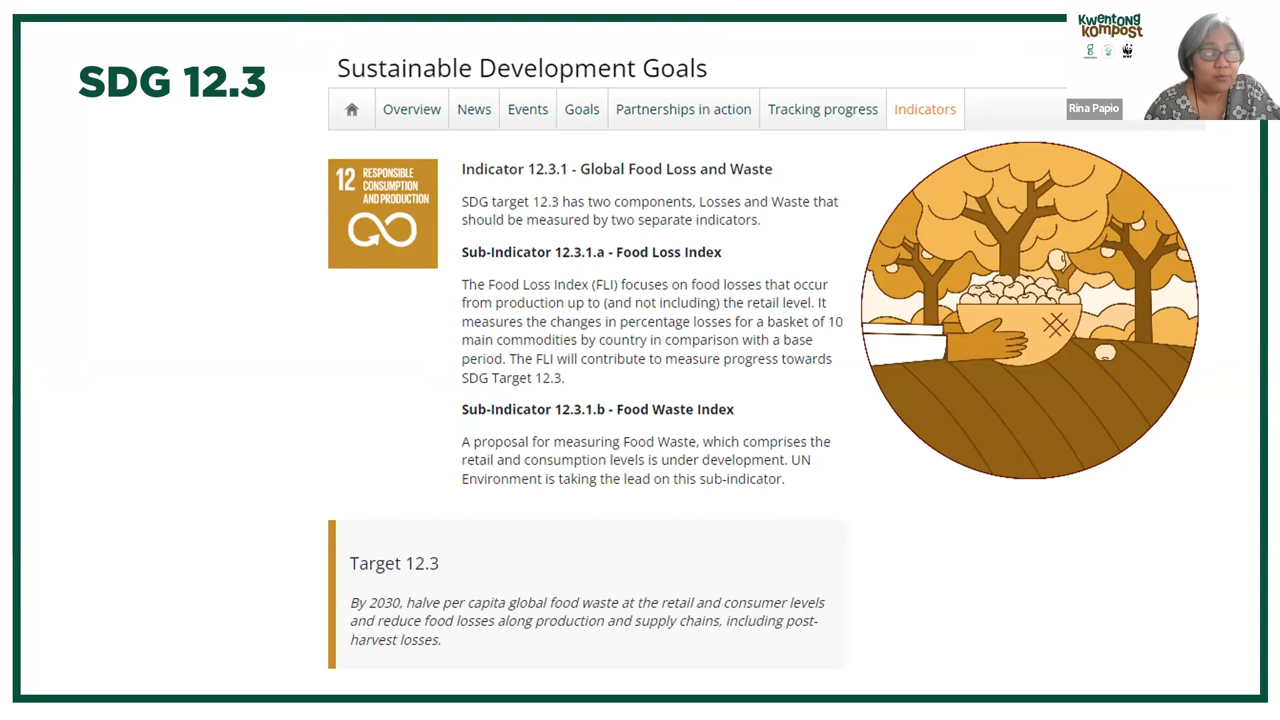 SDG 12.3
Sustainable Development Goals
Overview
News
Events
Goals
Partnerships in action
Tracking progress
Indicators
Kwentong
kompost
WWF
Rina Papio
12 RESPONSIBLE
CONSUMPTION
AND PRODUCTION
Indicator 12.3.1 - Global Food Loss and Waste
SDG target 12.3 has two components, Losses and Waste that
should be measured by two separate indicators.
Sub-Indicator 12.3.1.a - Food Loss Index
The Food Loss Index (FLI) focuses on food losses that occur
from production up to (and not including) the retail level. It
measures the changes in percentage losses for a basket of 10
main commodities by country in comparison with a base
period. The FLI will contribute to measure progress towards
SDG Target 12.3.
Sub-Indicator 12.3.1.b - Food Waste Index
A proposal for measuring Food Waste, which comprises the
retail and consumption levels is under development. UN
Environment is taking the lead on this sub-indicator.
Target 12.3
By 2030, halve per capita global food waste at the retail and consumer levels
and reduce food losses along production and supply chains, including post-
harvest losses.